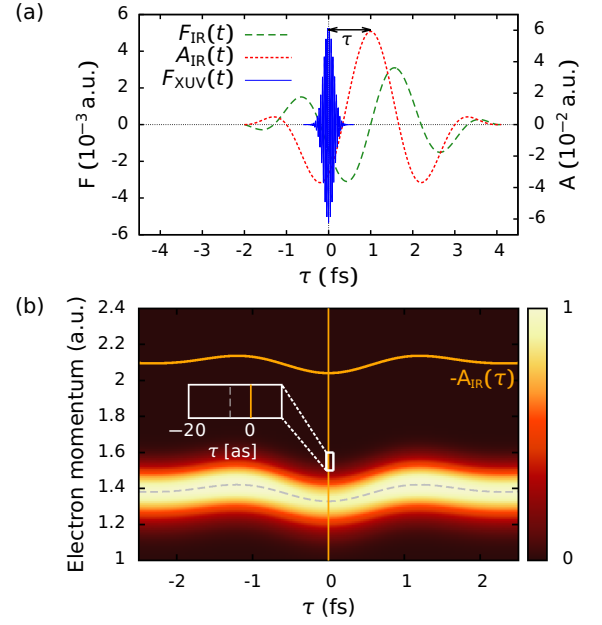 (a)
F_IR(t)
A_IR(t)
F_XUV(t)
τ
F (10⁻³ a.u.)
6
4
2
0
-2
-4
-6
A (10⁻² a.u.)
6
4
2
0
-2
-4
-6
-4 -3 -2 -1 0 1 2 3 4
τ (fs)
(b)
Electron momentum (a.u.)
2.4
2.2
2
1.8
1.6
1.4
1.2
1
-A_IR(τ)
−20 0
τ [as]
-2 -1 0 1 2
τ (fs)
1
0